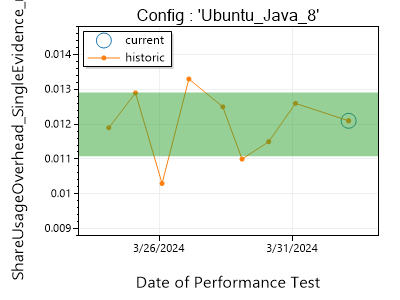 Config : 'Ubuntu_Java_8'
current
historic
0.014
0.013
0.012
0.011
0.01
0.009
3/26/2024
3/31/2024
Date of Performance Test
ShareUsageOverhead_SingleEvidence_